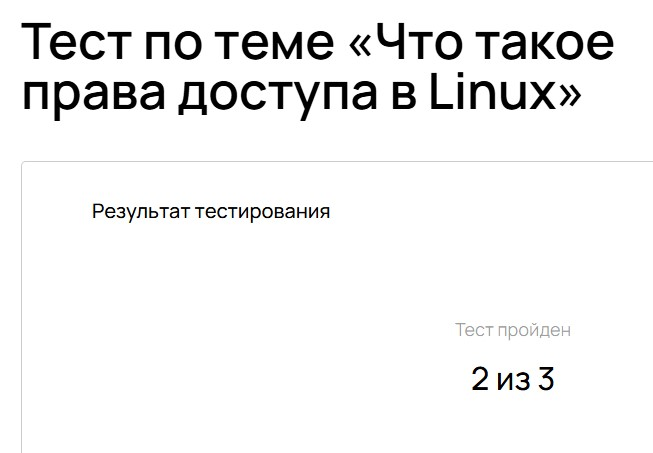 Тест по теме «Что такое
права доступа в Linux»
Результат тестирования
Тест пройден
2 из 3